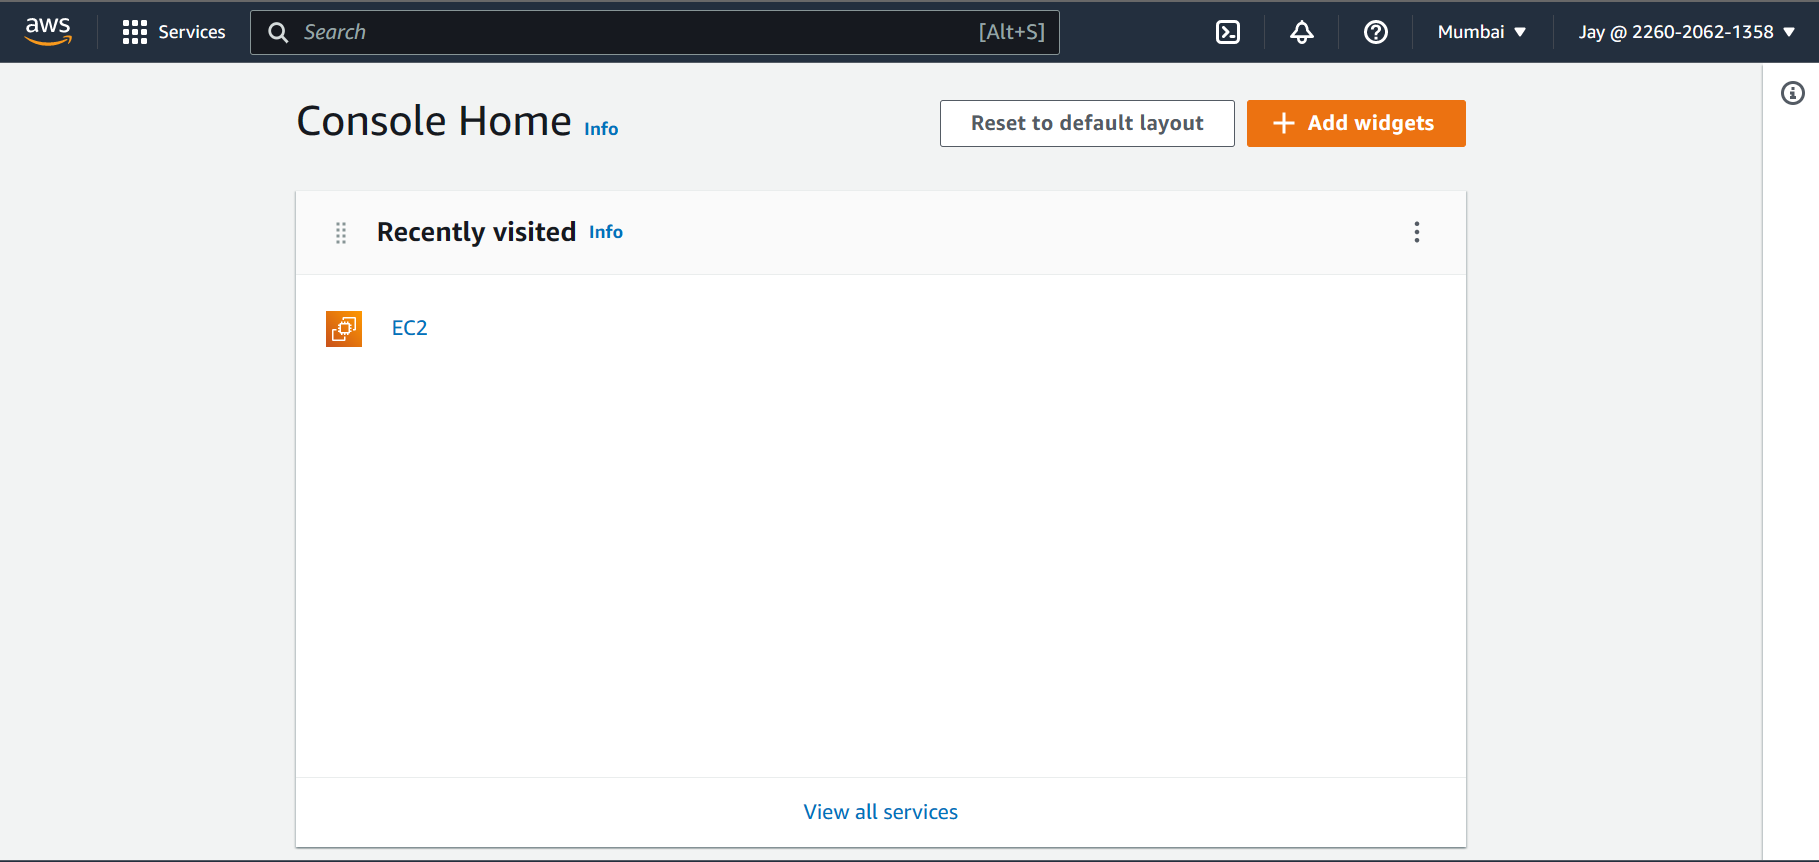 aws Services Search [Alt+S] Mumbai Jay @ 2260-2062-1358
Console Home Info Reset to default layout Add widgets
Recently visited Info
EC2
View all services